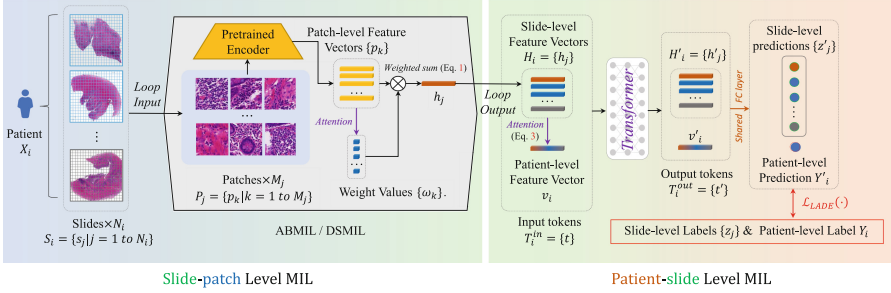 Patient
X_i
⋮
Slides×N_i
S_i = {s_j|j = 1 to N_i}
Loop
Input
Pretrained
Encoder
...
Patches×M_j
P_j = {p_k|k = 1 to M_j}
Patch-level Feature
Vectors {p_k}
Weighted sum (Eq. 1)
...
Attention
...
Weight Values {ω_k}.
h_j
ABMIL / DSMIL
Slide-patch Level MIL
Loop
Output
Slide-level
Feature Vectors
H_i = {h_j}
...
Attention
(Eq. 3)
Patient-level
Feature Vector
v_i
Input tokens
T_i^in = {t}
Transformer
H'_i = {h'_j}
...
v'_i
Output tokens
T_i^out = {t'}
Shared FC layer
Slide-level
predictions {z'_j}
⋮
Patient-level
Prediction Y'_i
ℒ_LADE(·)
Slide-level Labels {z_j} & Patient-level Label Y_i
Patient-slide Level MIL